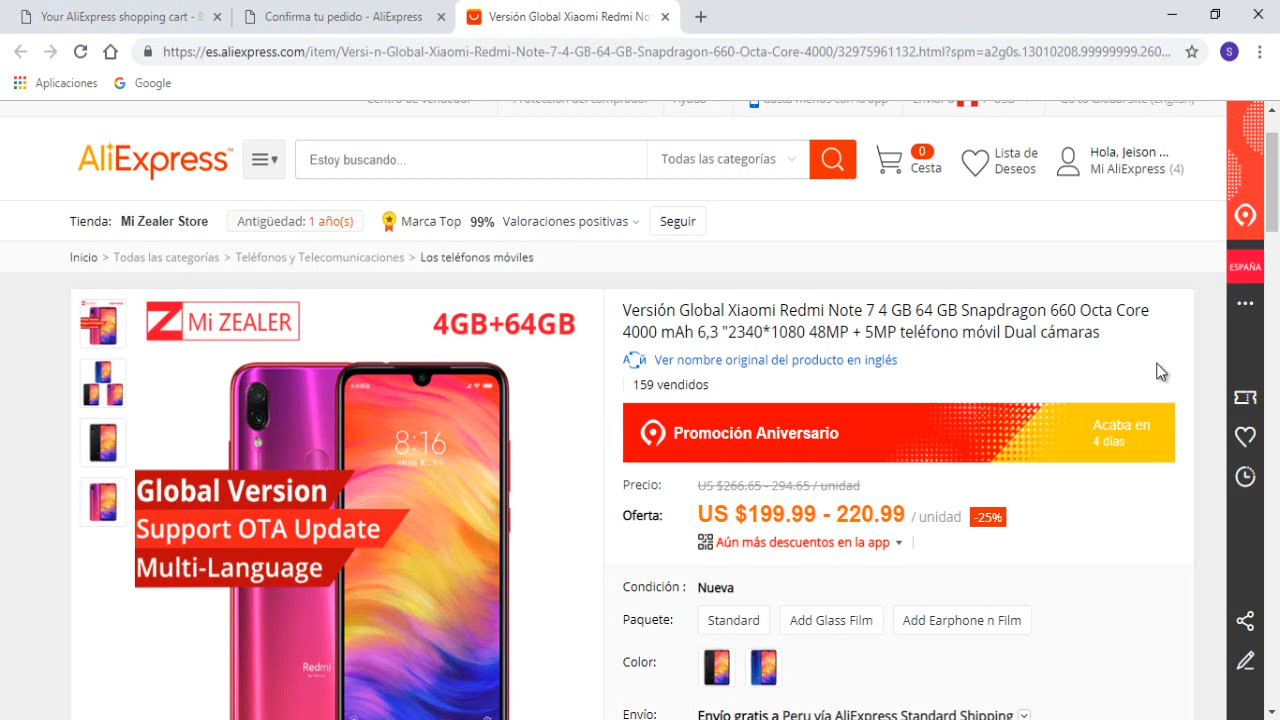 Your AliExpress shopping cart - B
Confirma tu pedido - AliExpress
Versión Global Xiaomi Redmi No
https://es.aliexpress.com/item/Versi-n-Global-Xiaomi-Redmi-Note-7-4-GB-64-GB-Snapdragon-660-Octa-Core-4000/32975961132.html?spm=a2g0s.13010208.99999999.260...
S
Aplicaciones
Google
AliExpress
Estoy buscando...
Todas las categorías
0
Cesta
Lista de
Deseos
Hola, Jeison ...
Mi AliExpress (4)
Tienda: Mi Zealer Store
Antigüedad: 1 año(s)
Marca Top 99% Valoraciones positivas
Seguir
ESPAÑA
Inicio > Todas las categorías > Teléfonos y Telecomunicaciones > Los teléfonos móviles
Mi ZEALER
4GB+64GB
8:16
Global Version
Support OTA Update
Multi-Language
Redmi
Versión Global Xiaomi Redmi Note 7 4 GB 64 GB Snapdragon 660 Octa Core
4000 mAh 6,3 "2340*1080 48MP + 5MP teléfono móvil Dual cámaras
Ver nombre original del producto en inglés
159 vendidos
Promoción Aniversario
Acaba en
4 días
Precio: US $266.65 - 294.65 / unidad
Oferta: US $199.99 - 220.99 / unidad -25%
Aún más descuentos en la app
Condición : Nueva
Paquete: Standard Add Glass Film Add Earphone n Film
Color:
Envío: Envío gratis a Peru vía AliExpress Standard Shipping